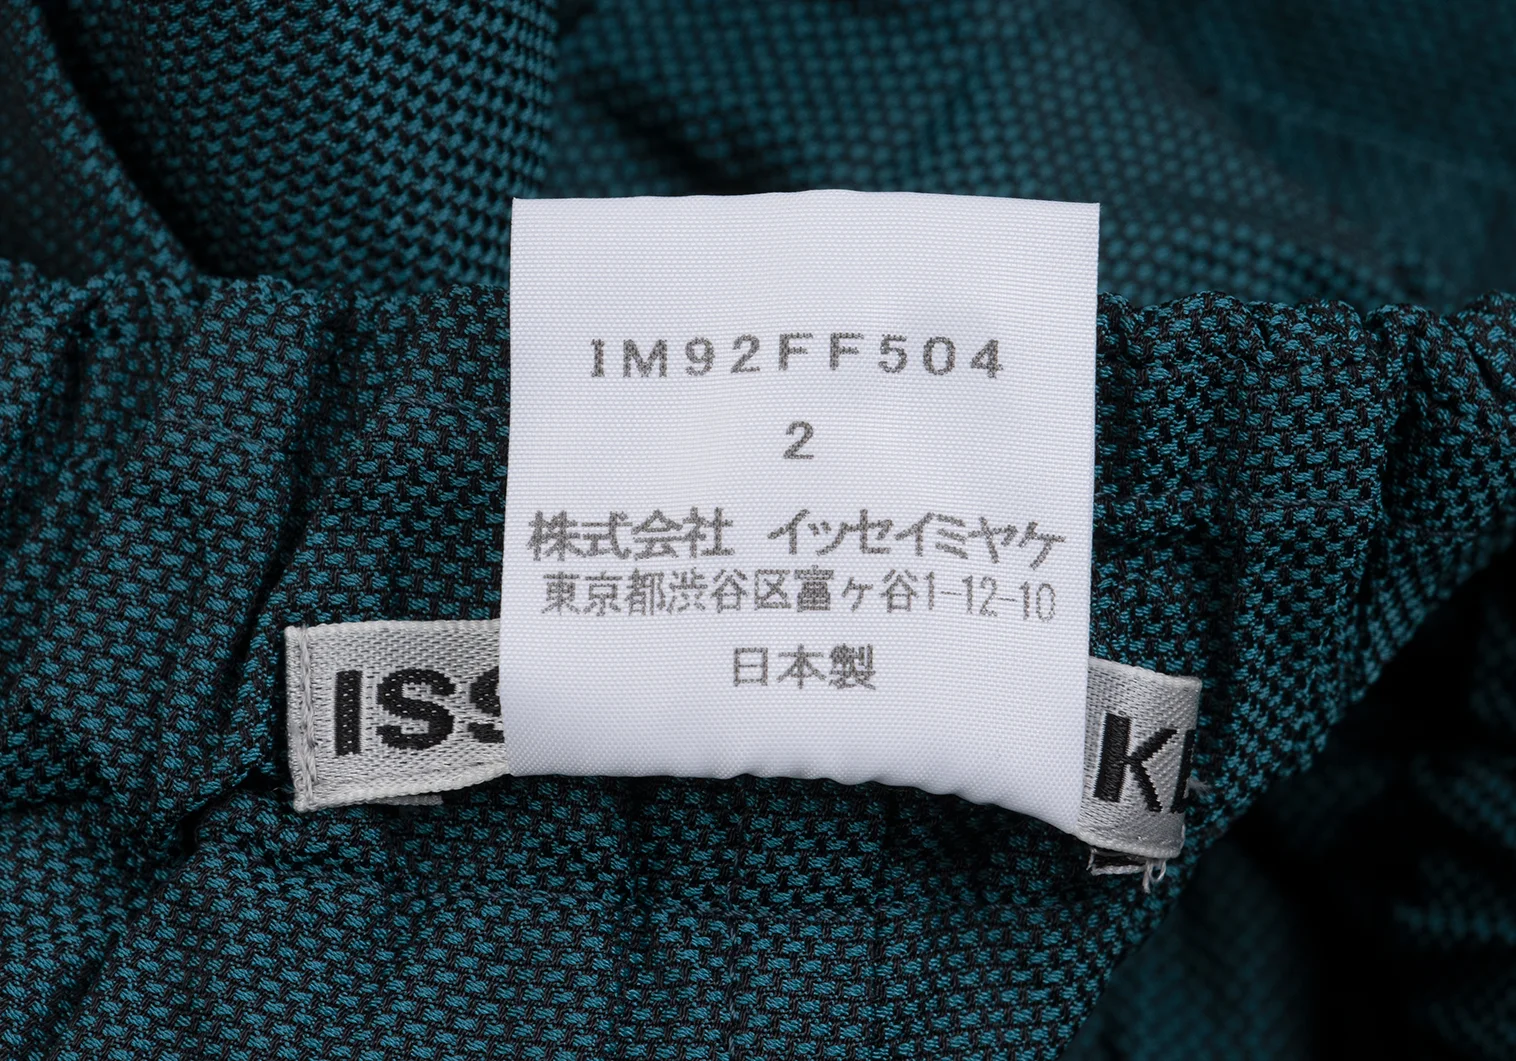 IM92FF504
2
株式会社 イッセイミヤケ
東京都渋谷区富ヶ谷1-12-10
日本製
ISS
K